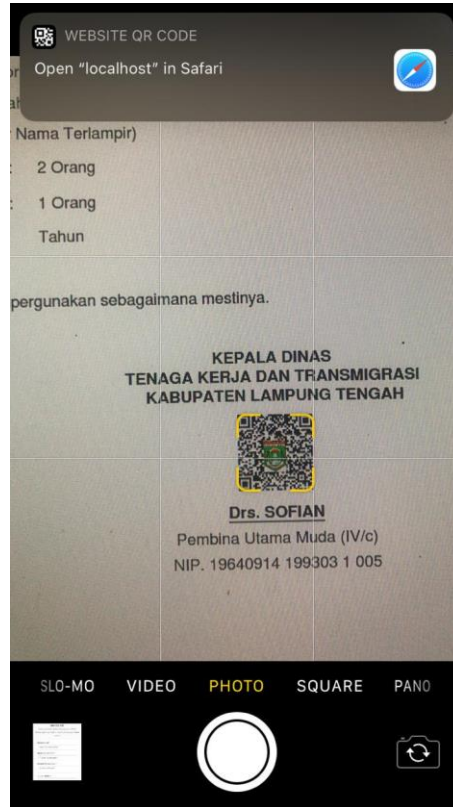 WEBSITE QR CODE
Open “localhost” in Safari
Nama Terlampir)
: 2 Orang
: 1 Orang
Tahun
pergunakan sebagaimana mestinya.
KEPALA DINAS
TENAGA KERJA DAN TRANSMIGRASI
KABUPATEN LAMPUNG TENGAH
Drs. SOFIAN
Pembina Utama Muda (IV/c)
NIP. 19640914 199303 1 005
SLO-MO VIDEO PHOTO SQUARE PANO